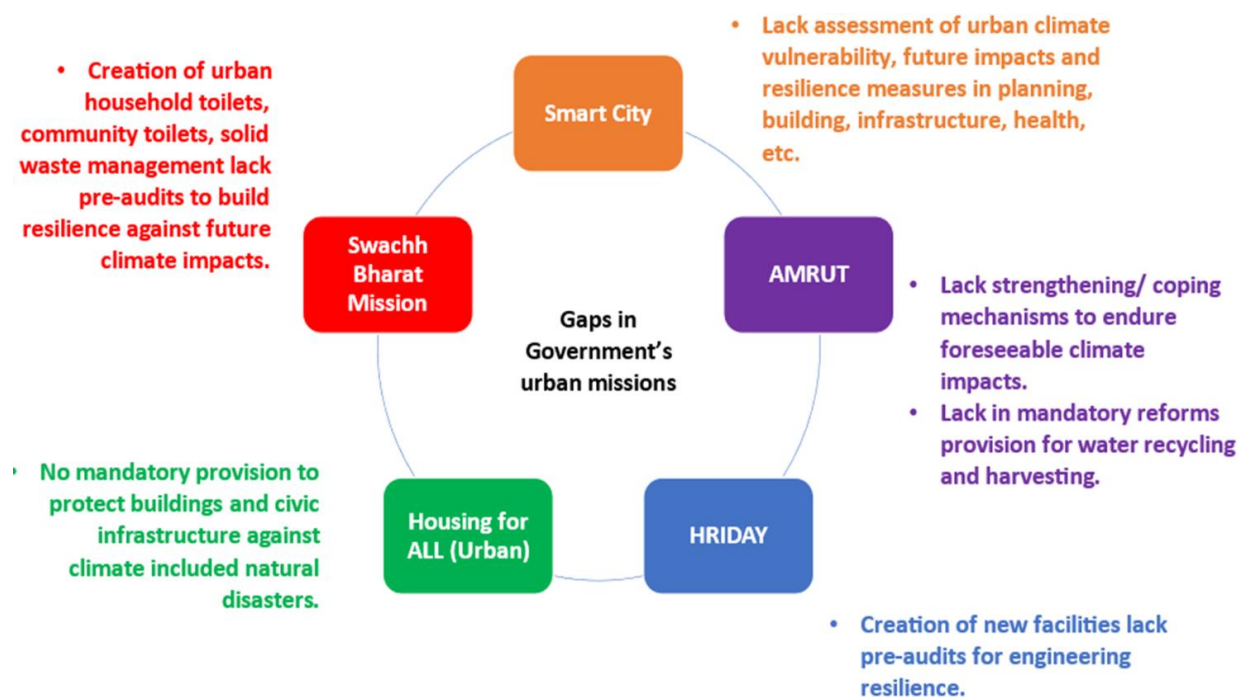 • Lack assessment of urban climate
vulnerability, future impacts and
resilience measures in planning,
building, infrastructure, health,
etc.
• Creation of urban
household toilets,
community toilets, solid
waste management lack
pre-audits to build
resilience against future
climate impacts.
Smart City
Swachh
Bharat
Mission
AMRUT
• Lack strengthening/ coping
mechanisms to endure
foreseeable climate
impacts.
• Lack in mandatory reforms
provision for water recycling
and harvesting.
Gaps in
Government’s
urban missions
• No mandatory provision to
protect buildings and civic
infrastructure against
climate included natural
disasters.
Housing for
ALL (Urban)
HRIDAY
• Creation of new facilities lack
pre-audits for engineering
resilience.